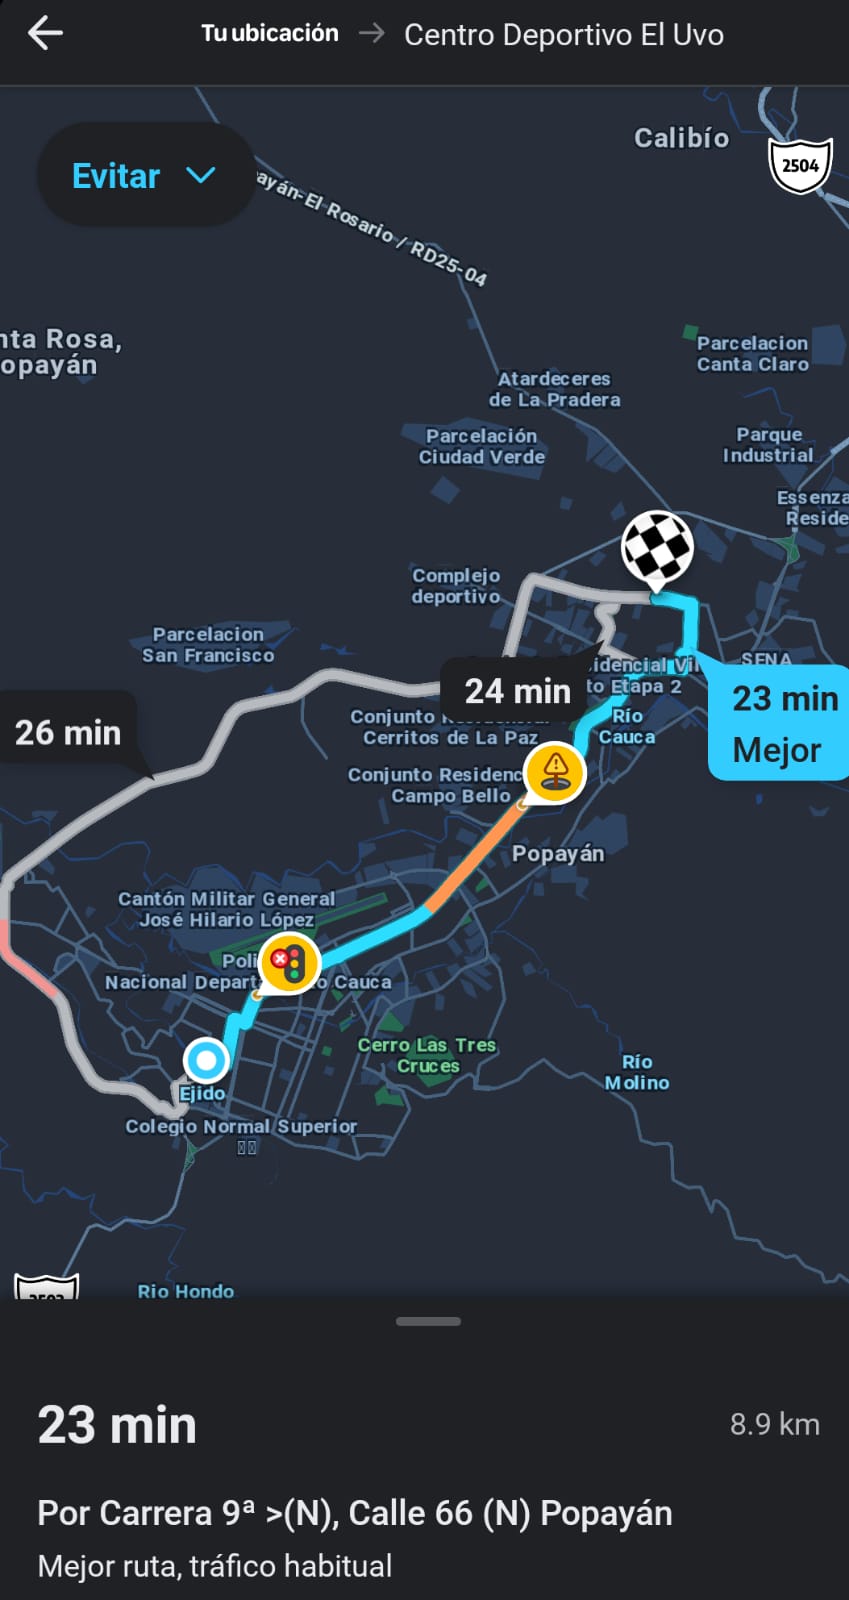 Tu ubicación → Centro Deportivo El Uvo
Calibío
2504
Evitar
ayán-El Rosario / RD25-04
nta Rosa,
opayán
Parcelacion
Canta Claro
Atardeceres
de La Pradera
Parcelación
Ciudad Verde
Parque
Industrial
Essenza
Reside
Complejo
deportivo
Parcelacion
San Francisco
idencial Vil
to Etapa 2
SENA
24 min
23 min
Mejor
26 min
Conjunto
Cerritos de La Paz
Río
Cauca
Conjunto Residenc
Campo Bello
Popayán
Cantón Militar General
José Hilario López
Poli
Nacional Departa o Cauca
Cerro Las Tres
Cruces
Río
Molino
Ejido
Colegio Normal Superior
Rio Hondo
23 min
8.9 km
Por Carrera 9ª >(N), Calle 66 (N) Popayán
Mejor ruta, tráfico habitual